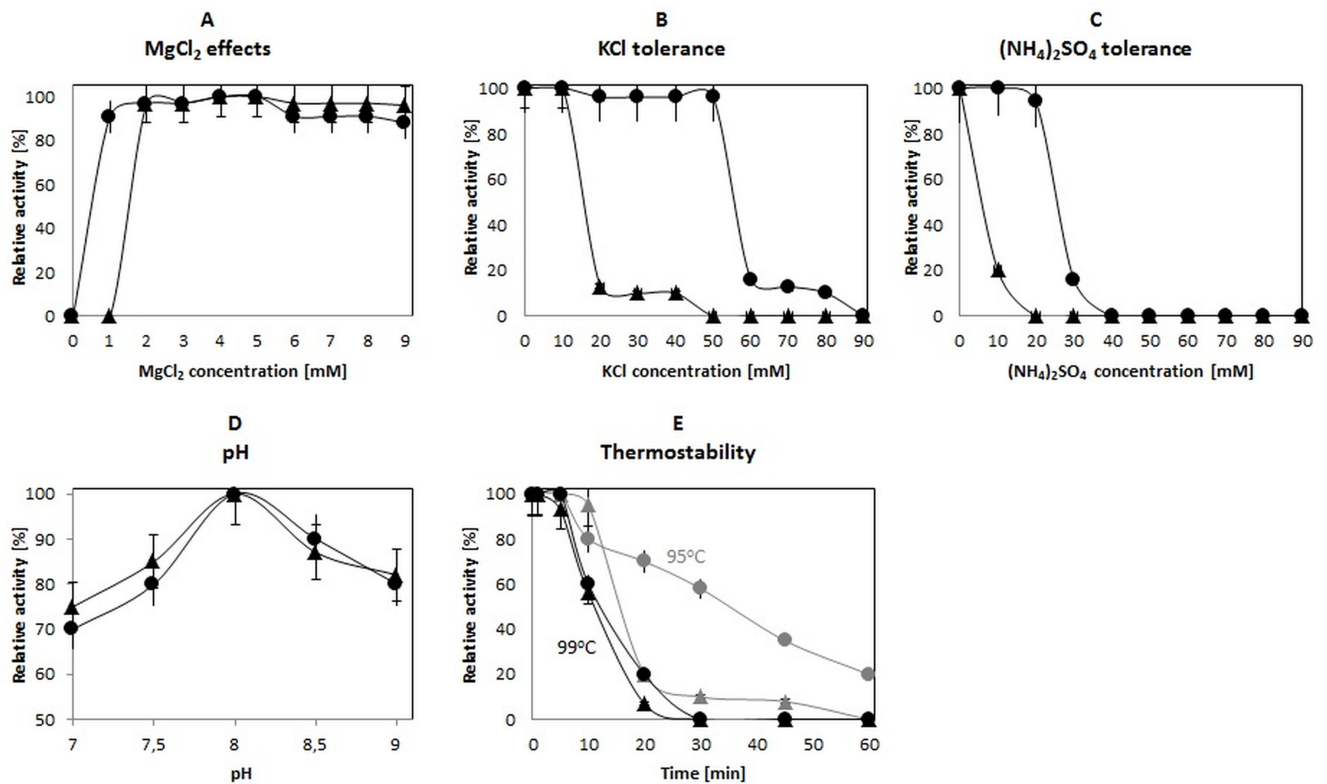 A
MgCl₂ effects
Relative activity [%]
100
80
60
40
20
0
0 1 2 3 4 5 6 7 8 9
MgCl₂ concentration [mM]
B
KCl tolerance
Relative activity [%]
100
80
60
40
20
0
0 10 20 30 40 50 60 70 80 90
KCl concentration [mM]
C
(NH₄)₂SO₄ tolerance
Relative activity [%]
100
80
60
40
20
0
0 10 20 30 40 50 60 70 80 90
(NH₄)₂SO₄ concentration [mM]
D
pH
Relative activity [%]
100
90
80
70
60
50
7 7,5 8 8,5 9
pH
E
Thermostability
Relative activity [%]
100
80
60
40
20
0
95ºC
99ºC
0 10 20 30 40 50 60
Time [min]